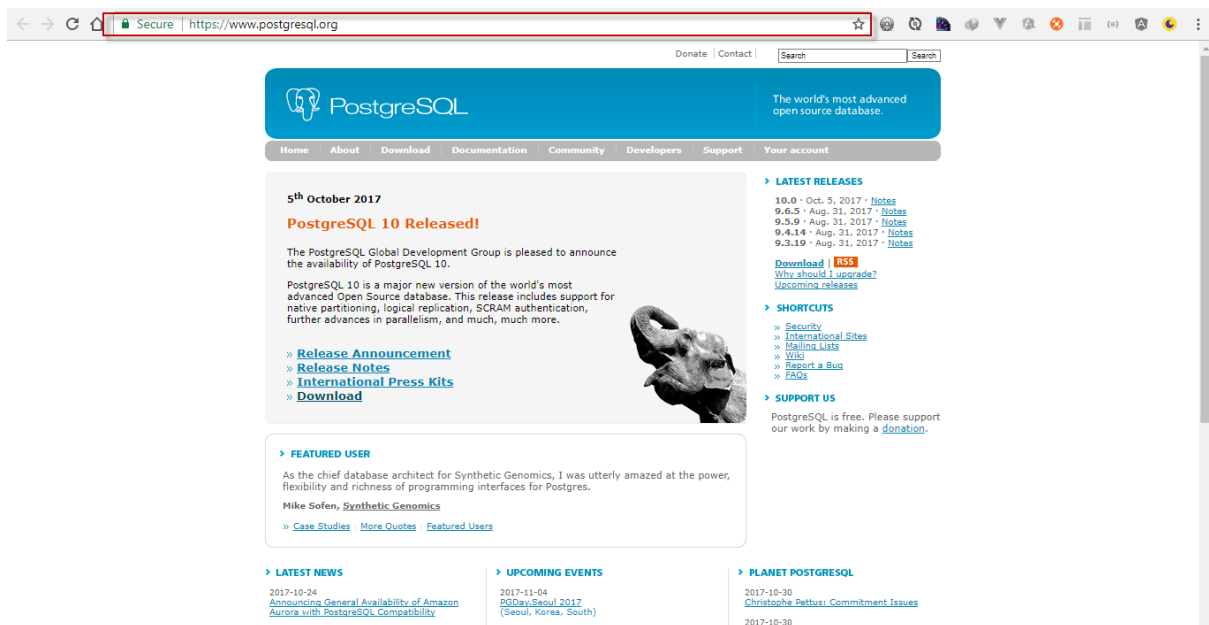 Secure | https://www.postgresql.org
Donate | Contact
Search
Search
PostgreSQL
The world's most advanced
open source database.
Home
About
Download
Documentation
Community
Developers
Support
Your account
5th October 2017
PostgreSQL 10 Released!
The PostgreSQL Global Development Group is pleased to announce
the availability of PostgreSQL 10.
PostgreSQL 10 is a major new version of the world's most
advanced Open Source database. This release includes support for
native partitioning, logical replication, SCRAM authentication,
further advances in parallelism, and much, much more.
» Release Announcement
» Release Notes
» International Press Kits
» Download
LATEST RELEASES
10.0 · Oct. 5, 2017 · Notes
9.6.5 · Aug. 31, 2017 · Notes
9.5.9 · Aug. 31, 2017 · Notes
9.4.14 · Aug. 31, 2017 · Notes
9.3.19 · Aug. 31, 2017 · Notes
Download | RSS
Why should I upgrade?
Upcoming releases
SHORTCUTS
» Security
» International Sites
» Mailing Lists
» Wiki
» Report a Bug
» FAQs
SUPPORT US
PostgreSQL is free. Please support
our work by making a donation.
FEATURED USER
As the chief database architect for Synthetic Genomics, I was utterly amazed at the power,
flexibility and richness of programming interfaces for Postgres.
Mike Sofen, Synthetic Genomics
» Case Studies | More Quotes | Featured Users
LATEST NEWS
2017-10-24
Announcing General Availability of Amazon
Aurora with PostgreSQL Compatibility
UPCOMING EVENTS
2017-11-04
PGDay.Seoul 2017
(Seoul, Korea, South)
PLANET POSTGRESQL
2017-10-30
Christophe Pettus: Commitment Issues
2017-10-30